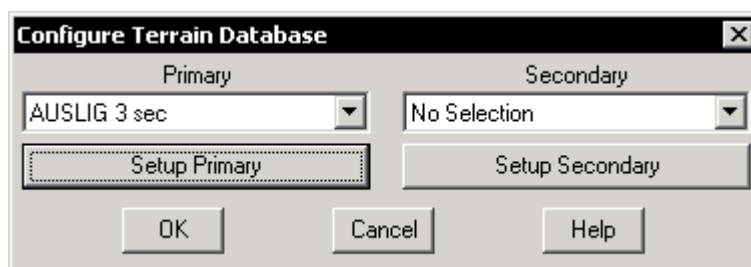 Configure Terrain Database
Primary Secondary
AUSLIG 3 sec No Selection
Setup Primary Setup Secondary
OK Cancel Help